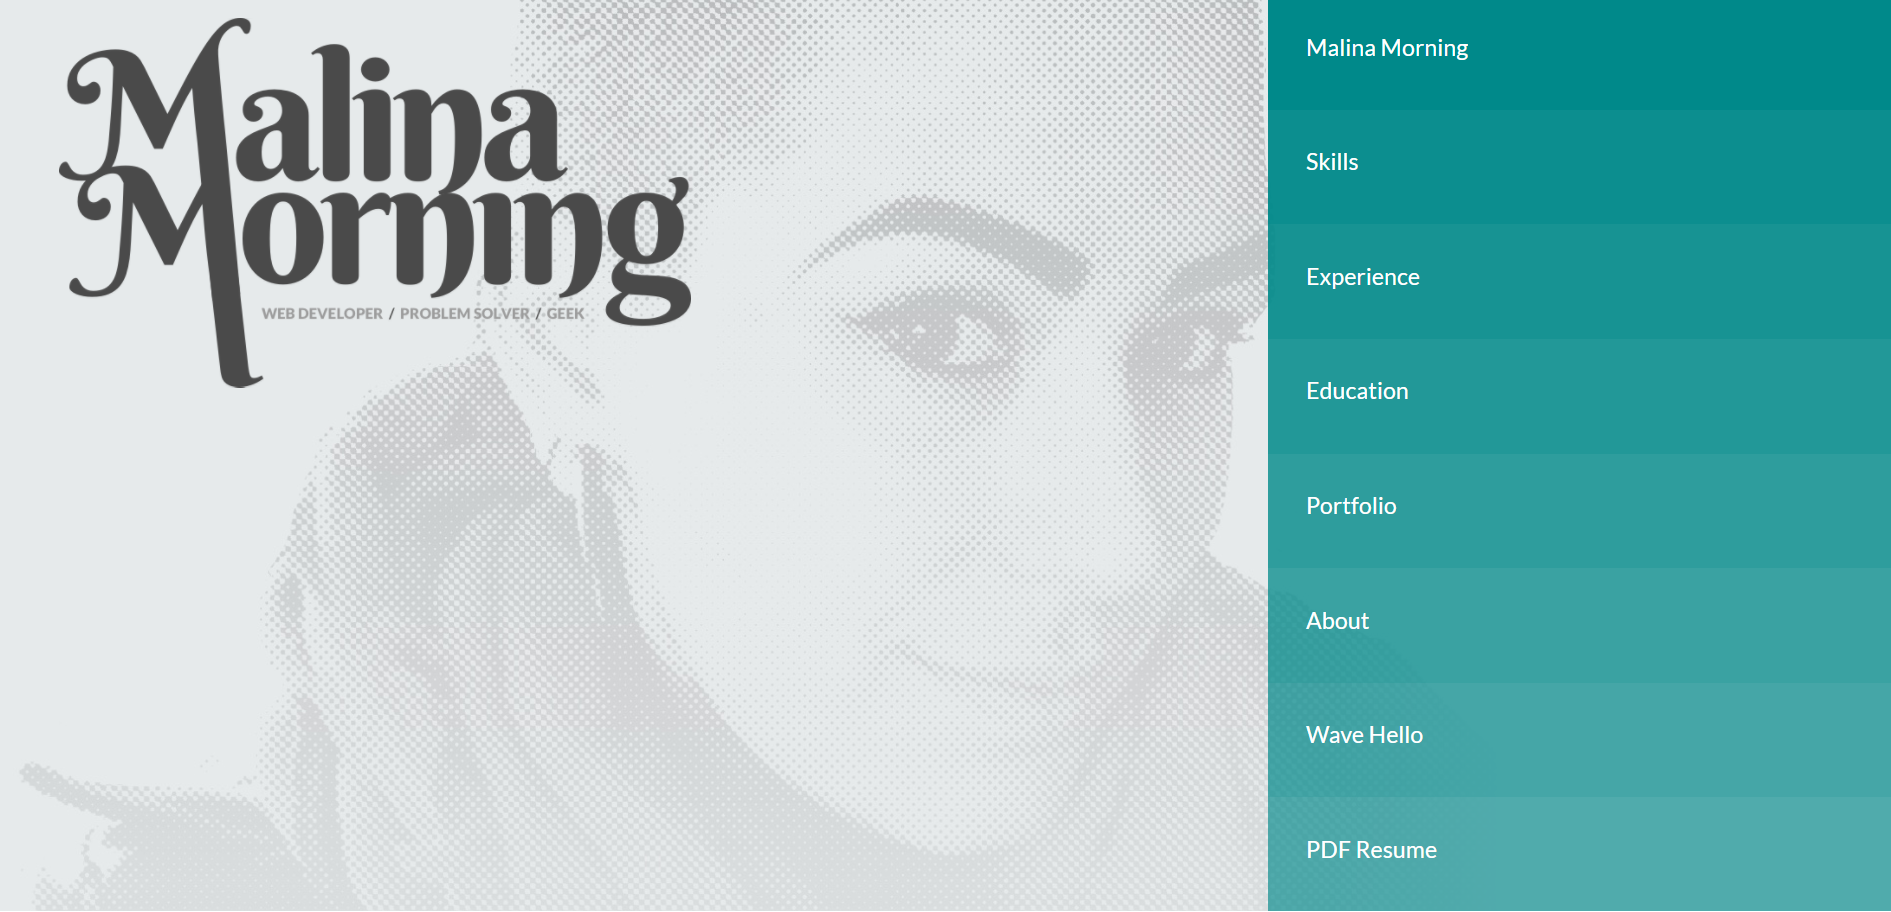 Malina
Morning
WEB DEVELOPER / PROBLEM SOLVER / GEEK
Malina Morning
Skills
Experience
Education
Portfolio
About
Wave Hello
PDF Resume